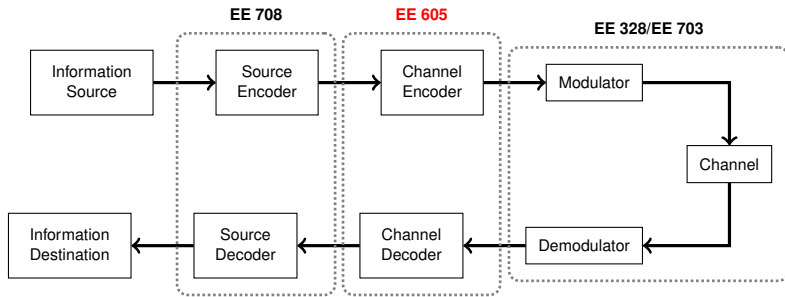 EE 708
EE 605
EE 328/EE 703
Information
Source
Source
Encoder
Channel
Encoder
Modulator
Channel
Information
Destination
Source
Decoder
Channel
Decoder
Demodulator